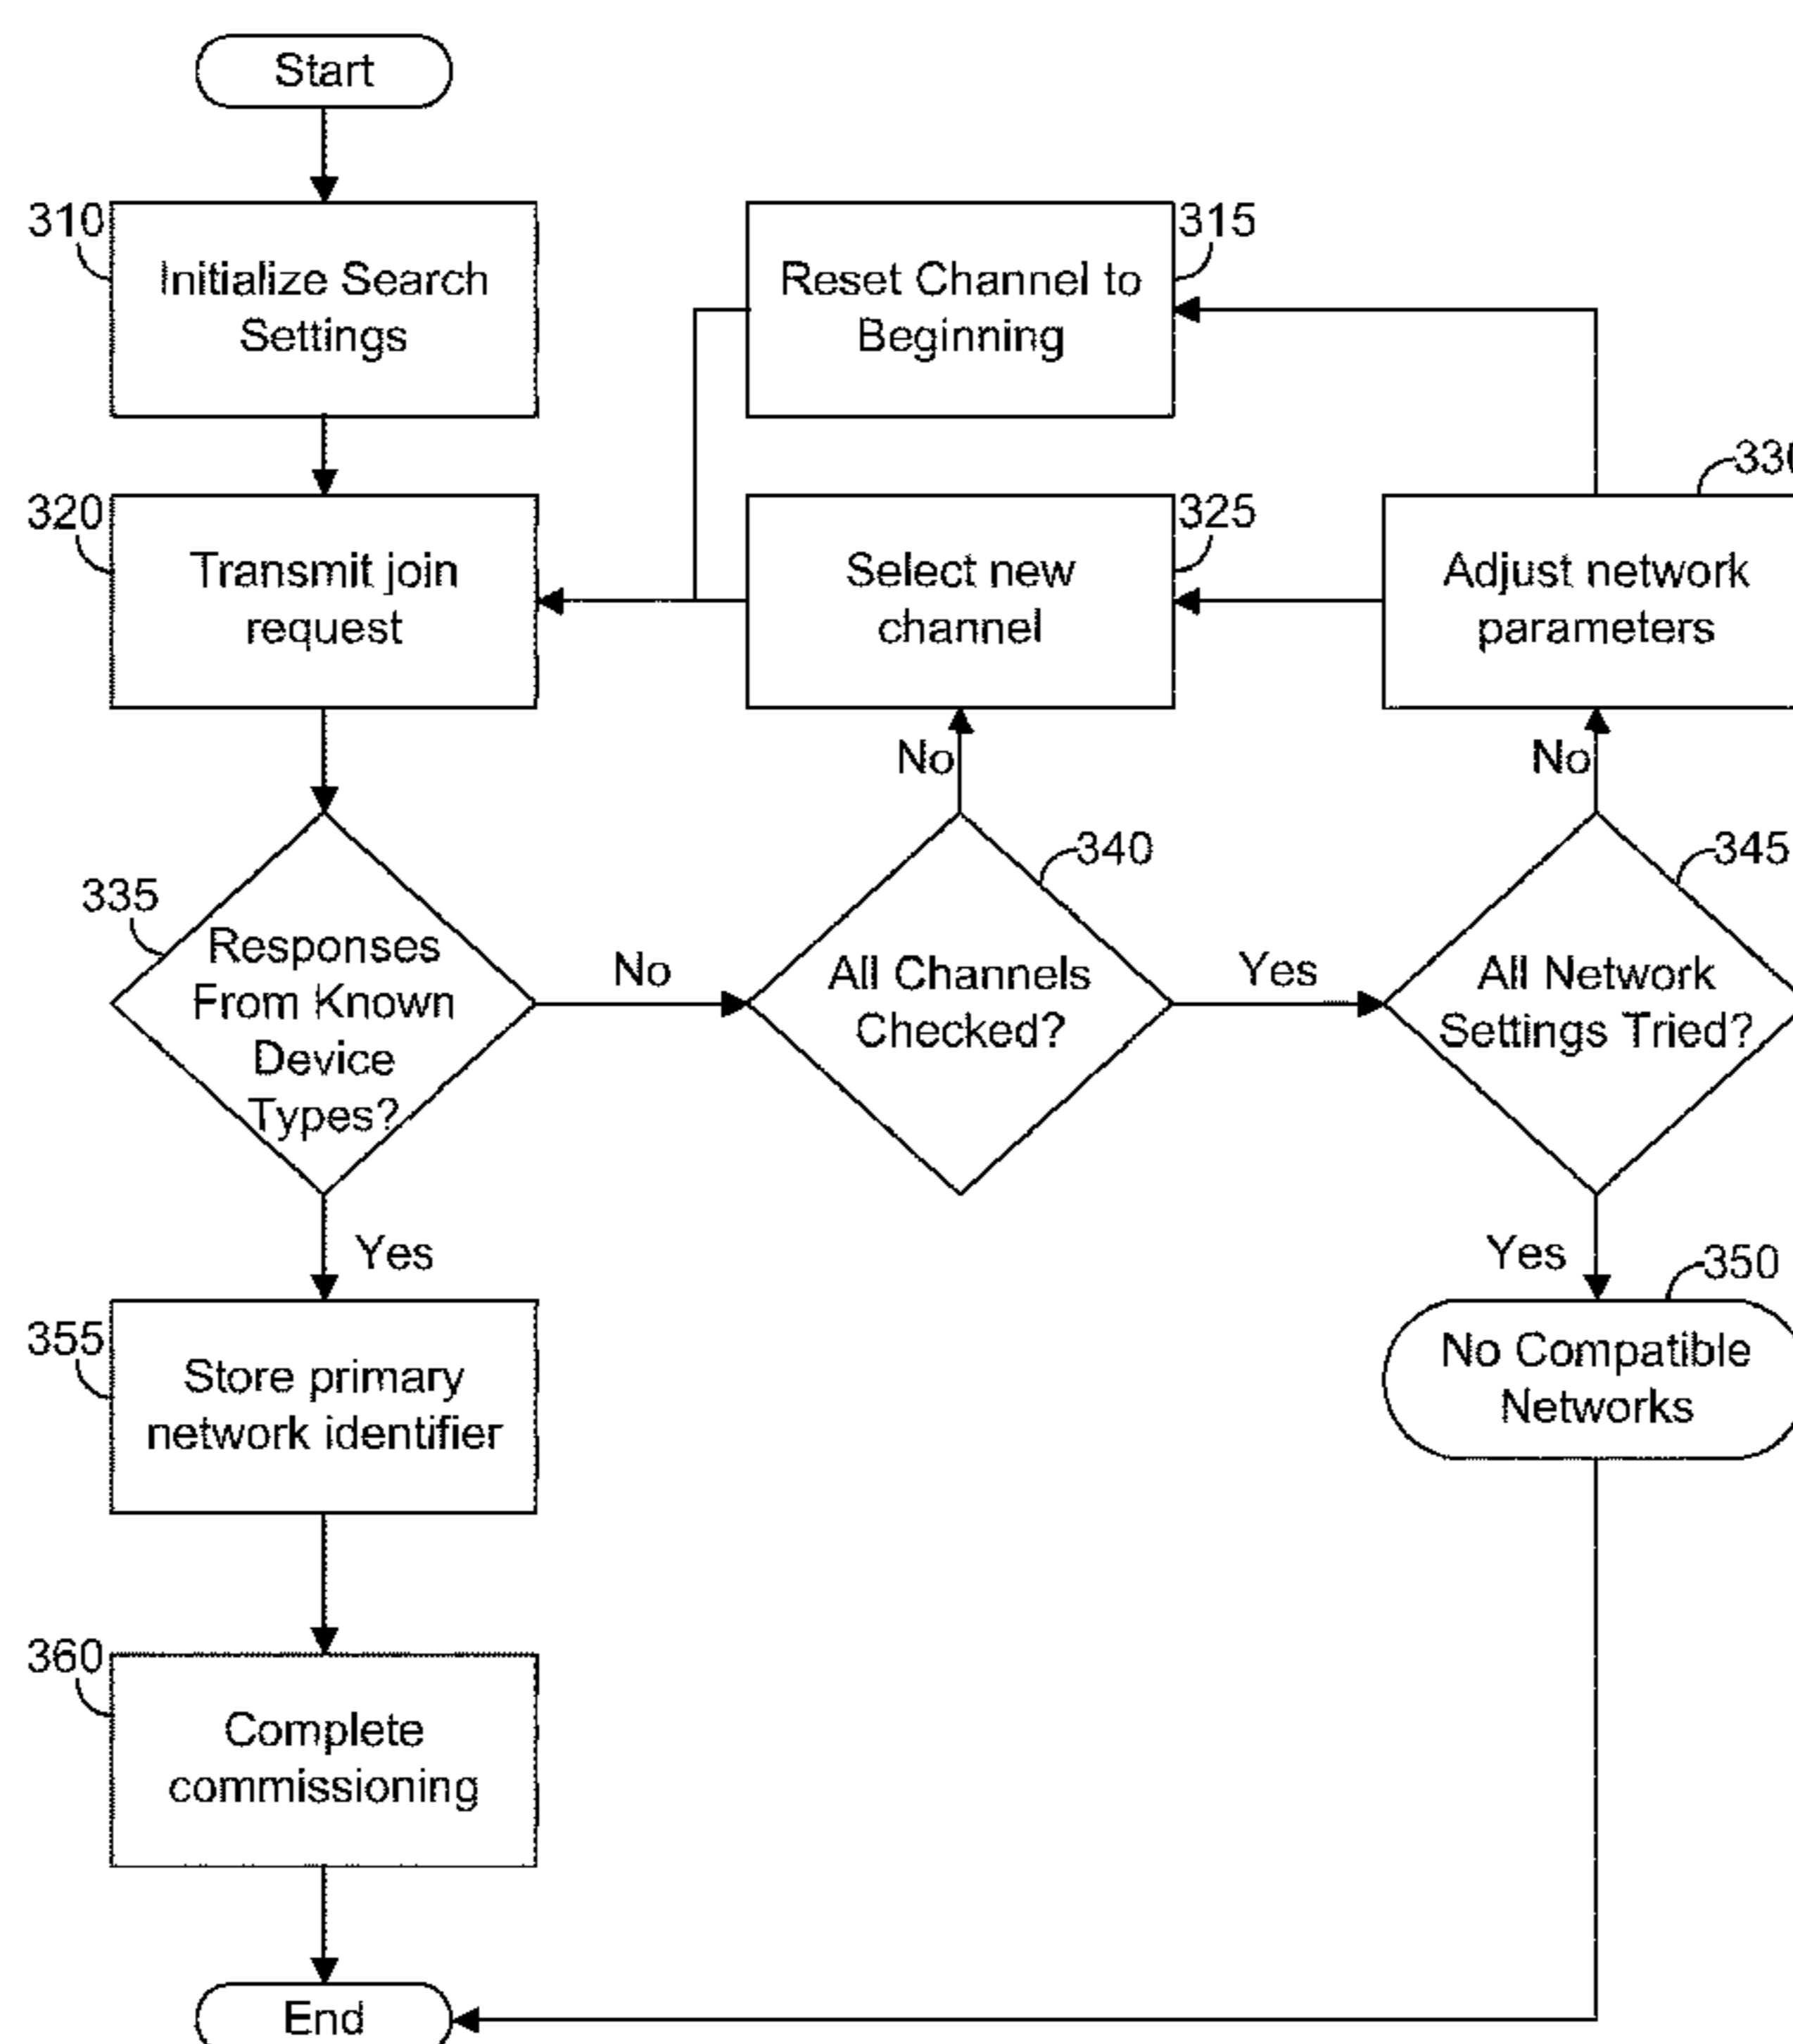 Start
310
Initialize Search
Settings
315
Reset Channel to
Beginning
320
Transmit join
request
325
Select new
channel
330
Adjust network
parameters
No
No
335
Responses
From Known
Device
Types?
No
340
All Channels
Checked?
Yes
345
All Network
Settings Tried?
Yes
Yes
350
No Compatible
Networks
355
Store primary
network identifier
360
Complete
commissioning
End